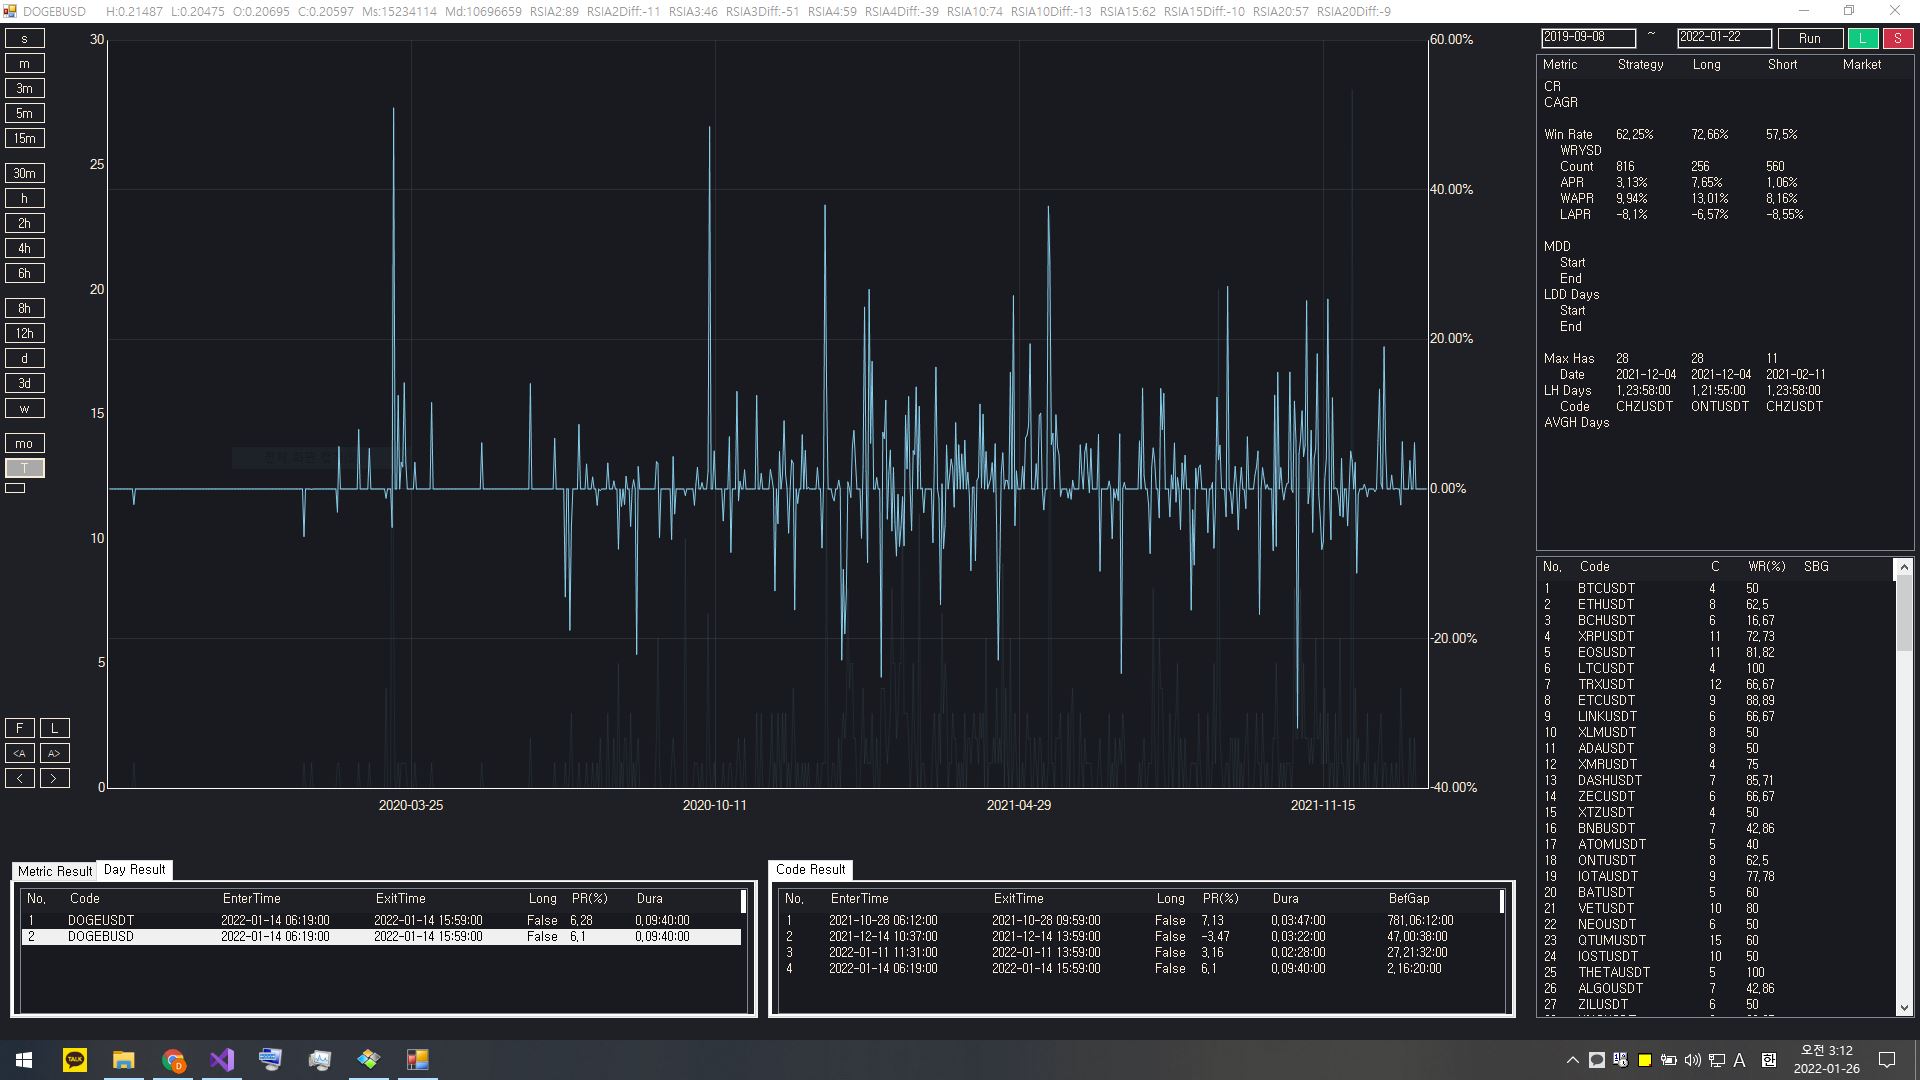 DOGEBUSD H:0.21487 L:0.20475 O:0.20695 C:0.20597 Ms:15234114 Md:10696659 RSIA2:89 RSIA2Diff:-11 RSIA3:46 RSIA3Diff:-51 RSIA4:59 RSIA4Diff:-39 RSIA10:74 RSIA10Diff:-13 RSIA15:62 RSIA15Diff:-10 RSIA20:57 RSIA20Diff:-9
s
m
3m
5m
15m
30m
h
2h
4h
6h
8h
12h
d
3d
w
mo
T
F L
<A A>
< >
30
25
20
15
10
5
0
60.00%
40.00%
20.00%
0.00%
-20.00%
-40.00%
2020-03-25 2020-10-11 2021-04-29 2021-11-15
2019-09-08 ~ 2022-01-22 Run L S
Metric Strategy Long Short Market
CR
CAGR
Win Rate 62.25% 72.66% 57.5%
WRYSD
Count 816 256 560
APR 3.13% 7.65% 1.06%
WAPR 9.94% 13.01% 8.16%
LAPR -8.1% -6.57% -8.55%
MDD
Start
End
LDD Days
Start
End
Max Has 28 28 11
Date 2021-12-04 2021-12-04 2021-02-11
LH Days 1.23:58:00 1.21:55:00 1.23:58:00
Code CHZUSDT ONTUSDT CHZUSDT
AVGH Days
No. Code C WR(%) SBG
1 BTCUSDT 4 50
2 ETHUSDT 8 62.5
3 BCHUSDT 6 16.67
4 XRPUSDT 11 72.73
5 EOSUSDT 11 81.82
6 LTCUSDT 4 100
7 TRXUSDT 12 66.67
8 ETCUSDT 9 88.89
9 LINKUSDT 6 66.67
10 XLMUSDT 8 50
11 ADAUSDT 8 50
12 XMRUSDT 4 75
13 DASHUSDT 7 85.71
14 ZECUSDT 6 66.67
15 XTZUSDT 4 50
16 BNBUSDT 7 42.86
17 ATOMUSDT 5 40
18 ONTUSDT 8 62.5
19 IOTAUSDT 9 77.78
20 BATUSDT 5 60
21 VETUSDT 10 80
22 NEOUSDT 6 50
23 QTUMUSDT 15 60
24 IOSTUSDT 10 50
25 THETAUSDT 5 100
26 ALGOUSDT 7 42.86
27 ZILUSDT 6 50
Metric Result Day Result
No. Code EnterTime ExitTime Long PR(%) Dura
1 DOGEUSDT 2022-01-14 06:19:00 2022-01-14 15:59:00 False 6.28 0.09:40:00
2 DOGEBUSD 2022-01-14 06:19:00 2022-01-14 15:59:00 False 6.1 0.09:40:00
Code Result
No. EnterTime ExitTime Long PR(%) Dura BefGap
1 2021-10-28 06:12:00 2021-10-28 09:59:00 False 7.13 0.03:47:00 781.06:12:00
2 2021-12-14 10:37:00 2021-12-14 13:59:00 False -3.47 0.03:22:00 47.00:38:00
3 2022-01-11 11:31:00 2022-01-11 13:59:00 False 3.16 0.02:28:00 27.21:32:00
4 2022-01-14 06:19:00 2022-01-14 15:59:00 False 6.1 0.09:40:00 2.16:20:00
TALK
D
A 한
오전 3:12
2022-01-26